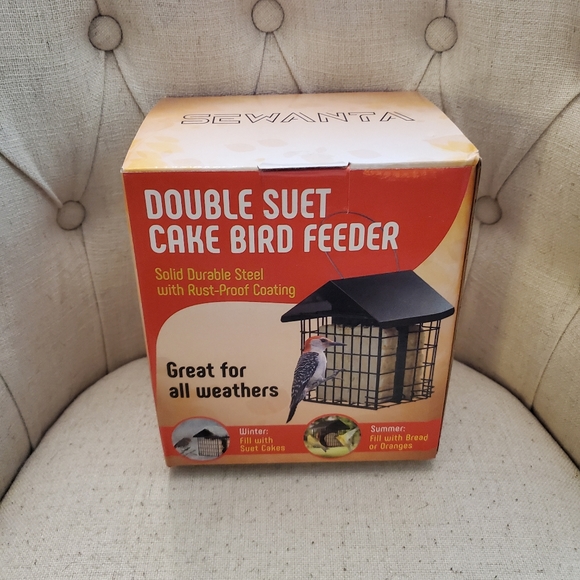 SEWANTA
DOUBLE SUET
CAKE BIRD FEEDER
Solid Durable Steel
with Rust-Proof Coating
Great for
all weathers
Winter:
Fill with
Suet Cakes
Summer:
Fill with Bread
or Oranges